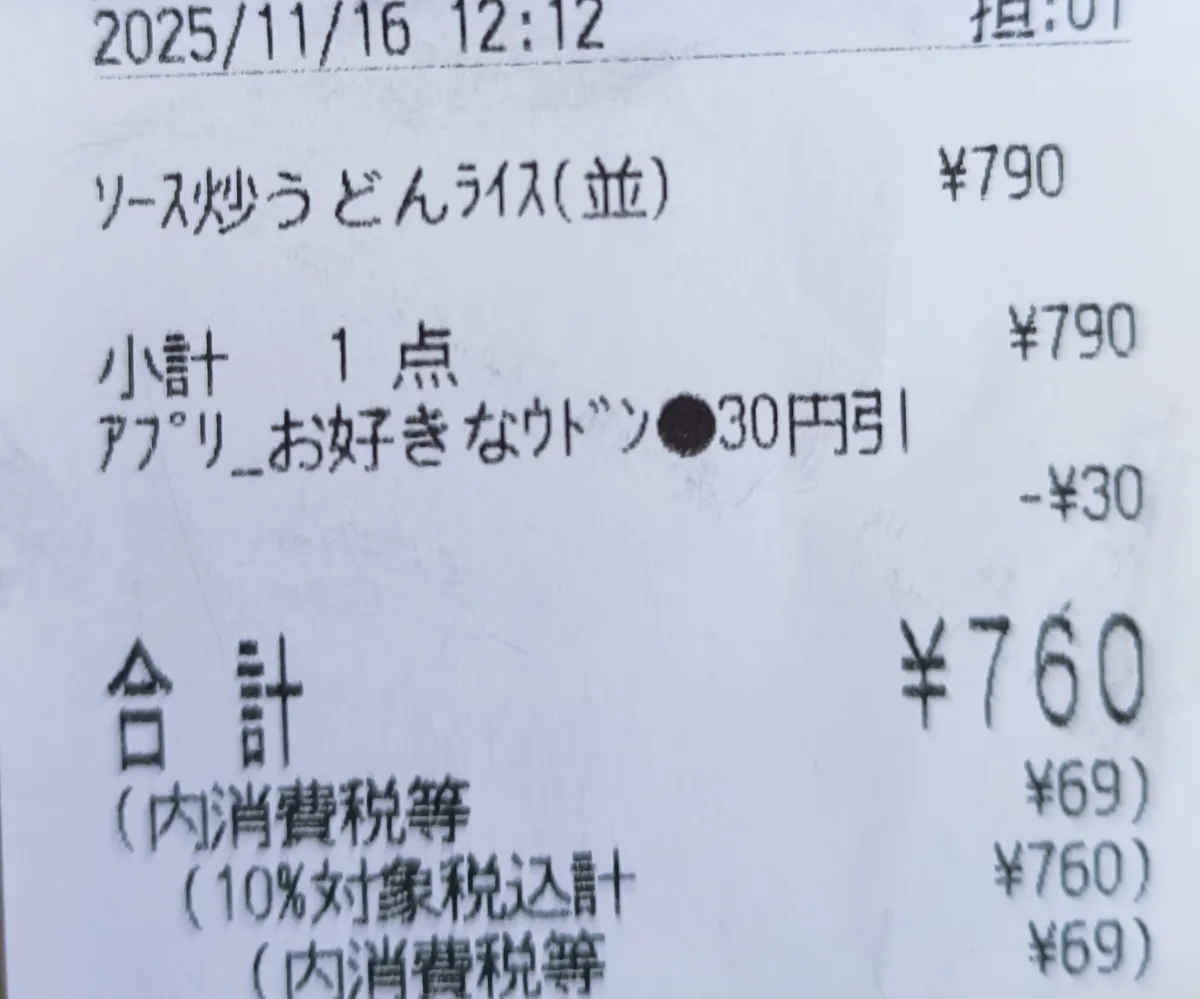 2025/11/16 12:12 担:01
ｿｰｽ炒うどんﾗｲｽ(並) ¥790
小計 1 点 ¥790
ｱﾌﾟﾘ_お好きなｳﾄﾞﾝ●30円引
-¥30
合 計 ¥760
(内消費税等 ¥69)
(10%対象税込計 ¥760)
(内消費税等 ¥69)